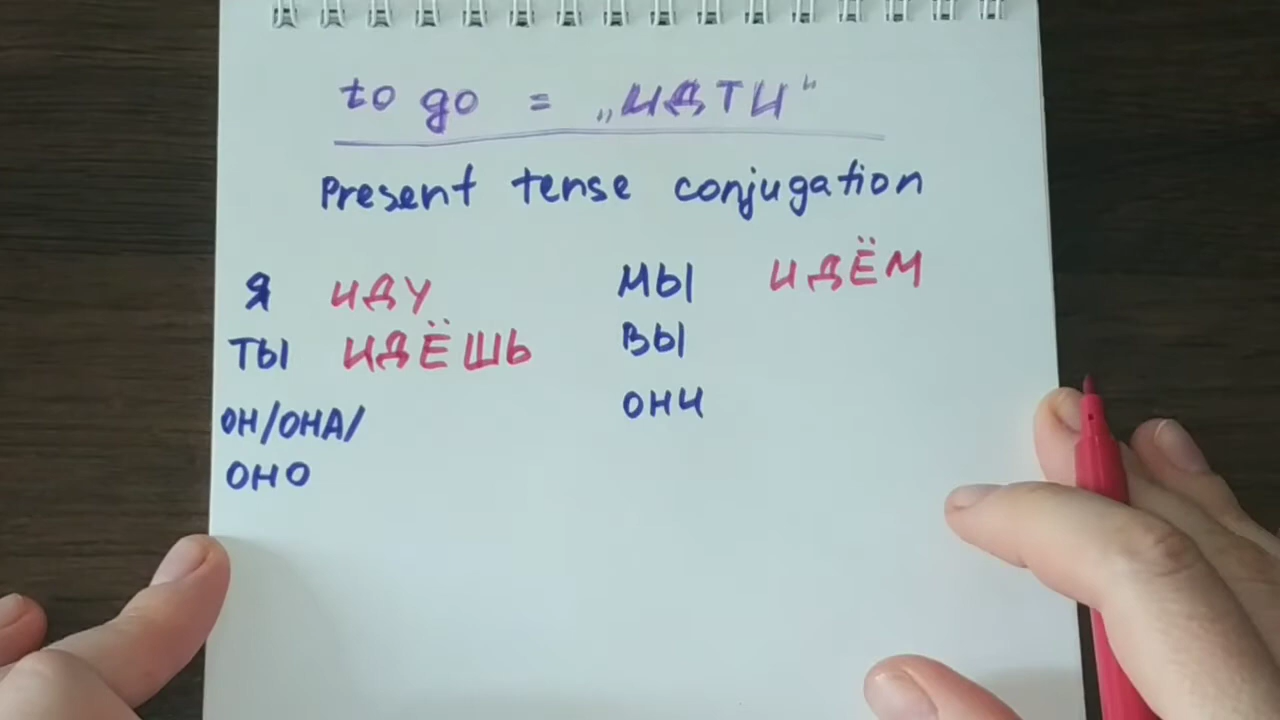 to go = „ИДТИ“
Present tense conjugation
Я ИДУ
ТЫ ИДЁШЬ
ОН/ОНА/
ОНО
МЫ ИДЁМ
ВЫ
ОНИ